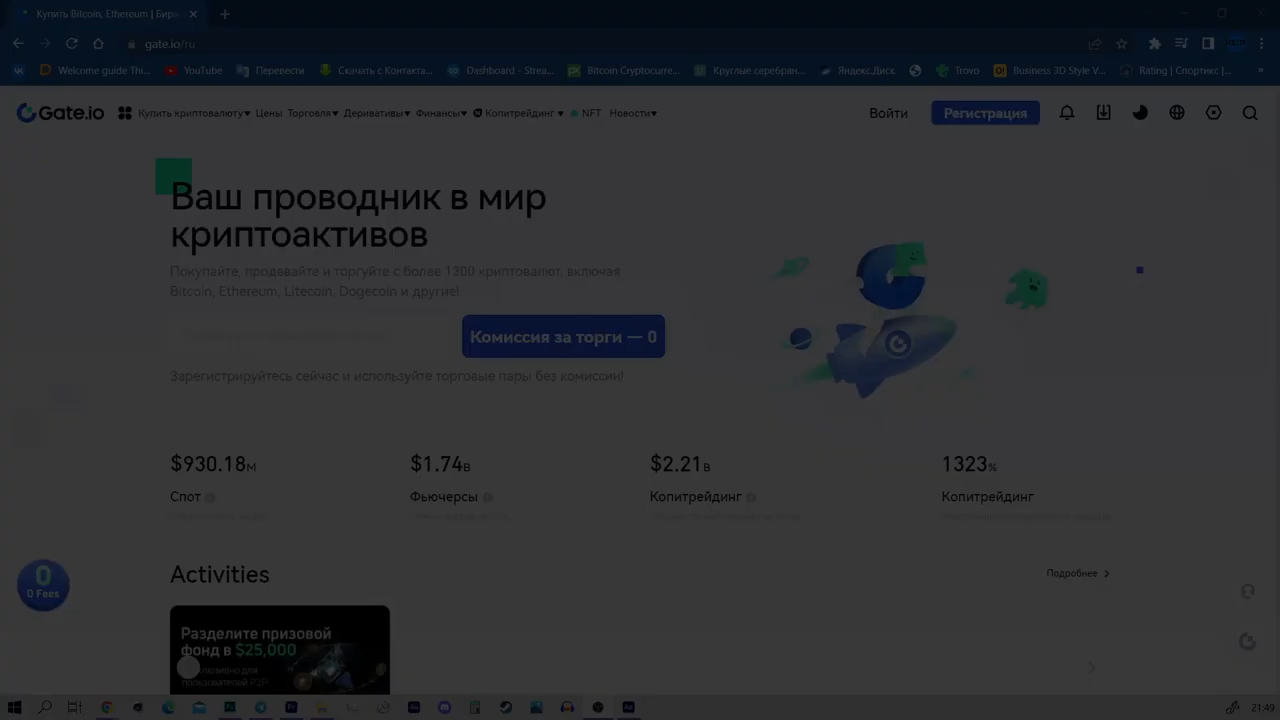 Купить Bitcoin, Ethereum | Бир
gate.io/ru
Welcome guide Thi...
YouTube
Перевести
Скачать с Контакта...
Dashboard - Strea...
Bitcoin Cryptocurre...
Круглые серебрян...
Яндекс.Диск
Trovo
Business 3D Style V...
Rating | Спортикс |...
»
Gate.io
Купить криптовалюту
Цены
Торговля
Деривативы
Финансы
Копитрейдинг
NFT
Новости
Войти
Регистрация
Ваш проводник в мир
криптоактивов
Покупайте, продавайте и торгуйте с более 1300 криптовалют, включая
Bitcoin, Ethereum, Litecoin, Dogecoin и другие!
Комиссия за торги — 0
Зарегистрируйтесь сейчас и используйте торговые пары без комиссии!
$930.18M
$1.74B
$2.21B
1323%
Спот
Фьючерсы
Копитрейдинг
Копитрейдинг
0
0 Fees
Activities
Подробнее
Разделите призовой
фонд в $25,000
для
пользователей P2P
21:49